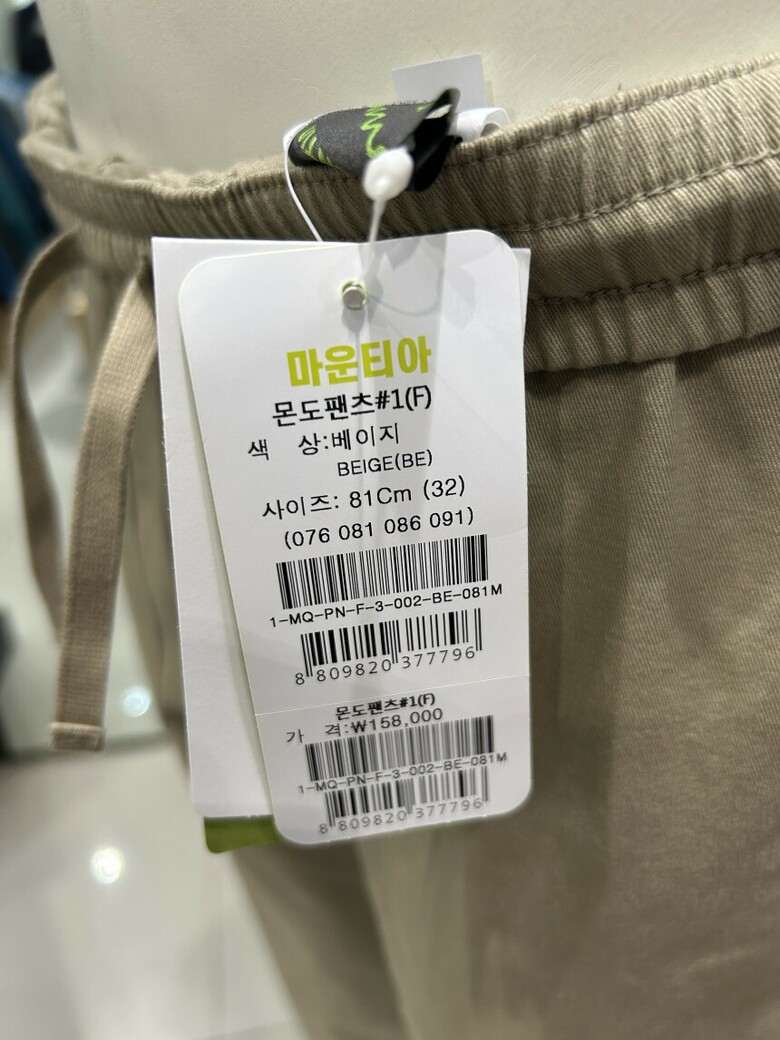 마운티아
몬도팬츠#1(F)
색 상:베이지
BEIGE(BE)
사이즈: 81Cm (32)
(076 081 086 091)
1-MQ-PN-F-3-002-BE-081M
8 809820 377796
몬도팬츠#1(F)
가 격:₩158,000
1-MQ-PN-F-3-002-BE-081M
8 809820 377796